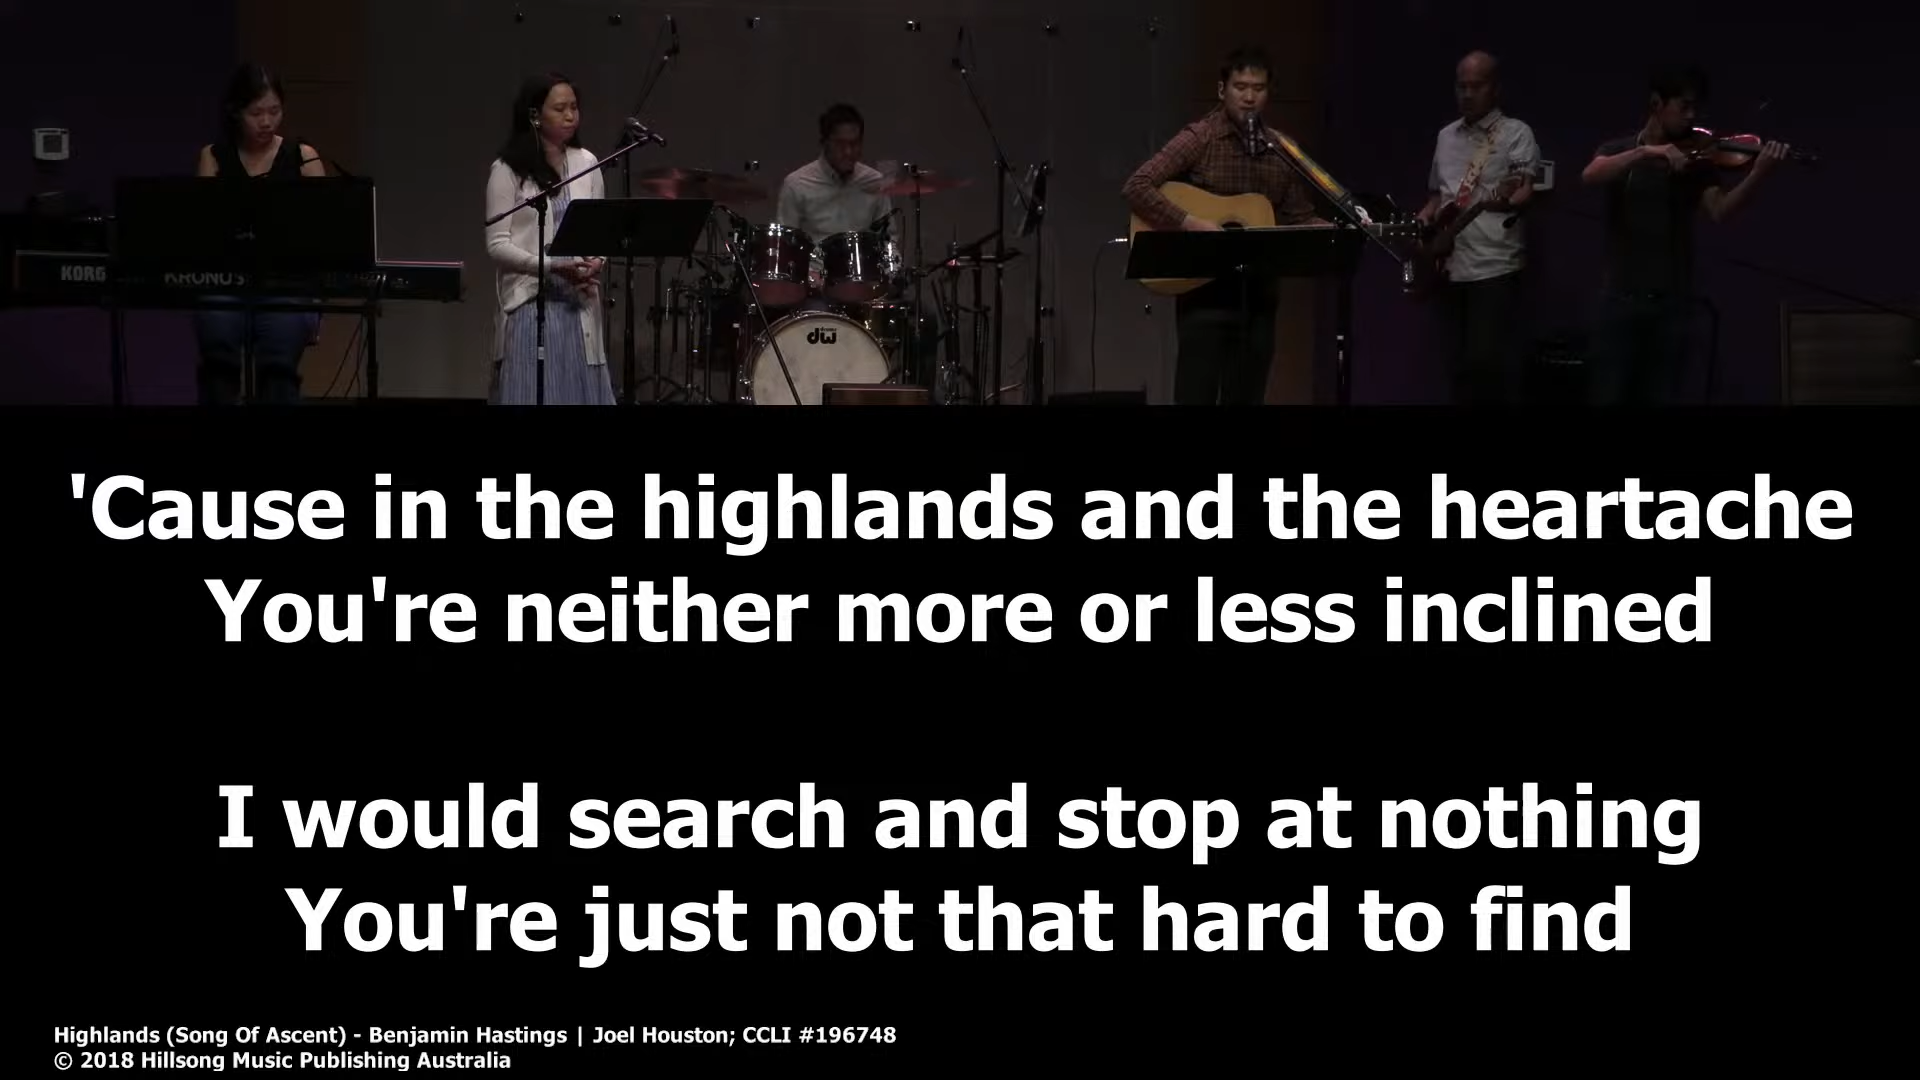 KORG
KRONOS
dw
'Cause in the highlands and the heartache
You're neither more or less inclined
I would search and stop at nothing
You're just not that hard to find
Highlands (Song Of Ascent) - Benjamin Hastings | Joel Houston; CCLI #196748
© 2018 Hillsong Music Publishing Australia